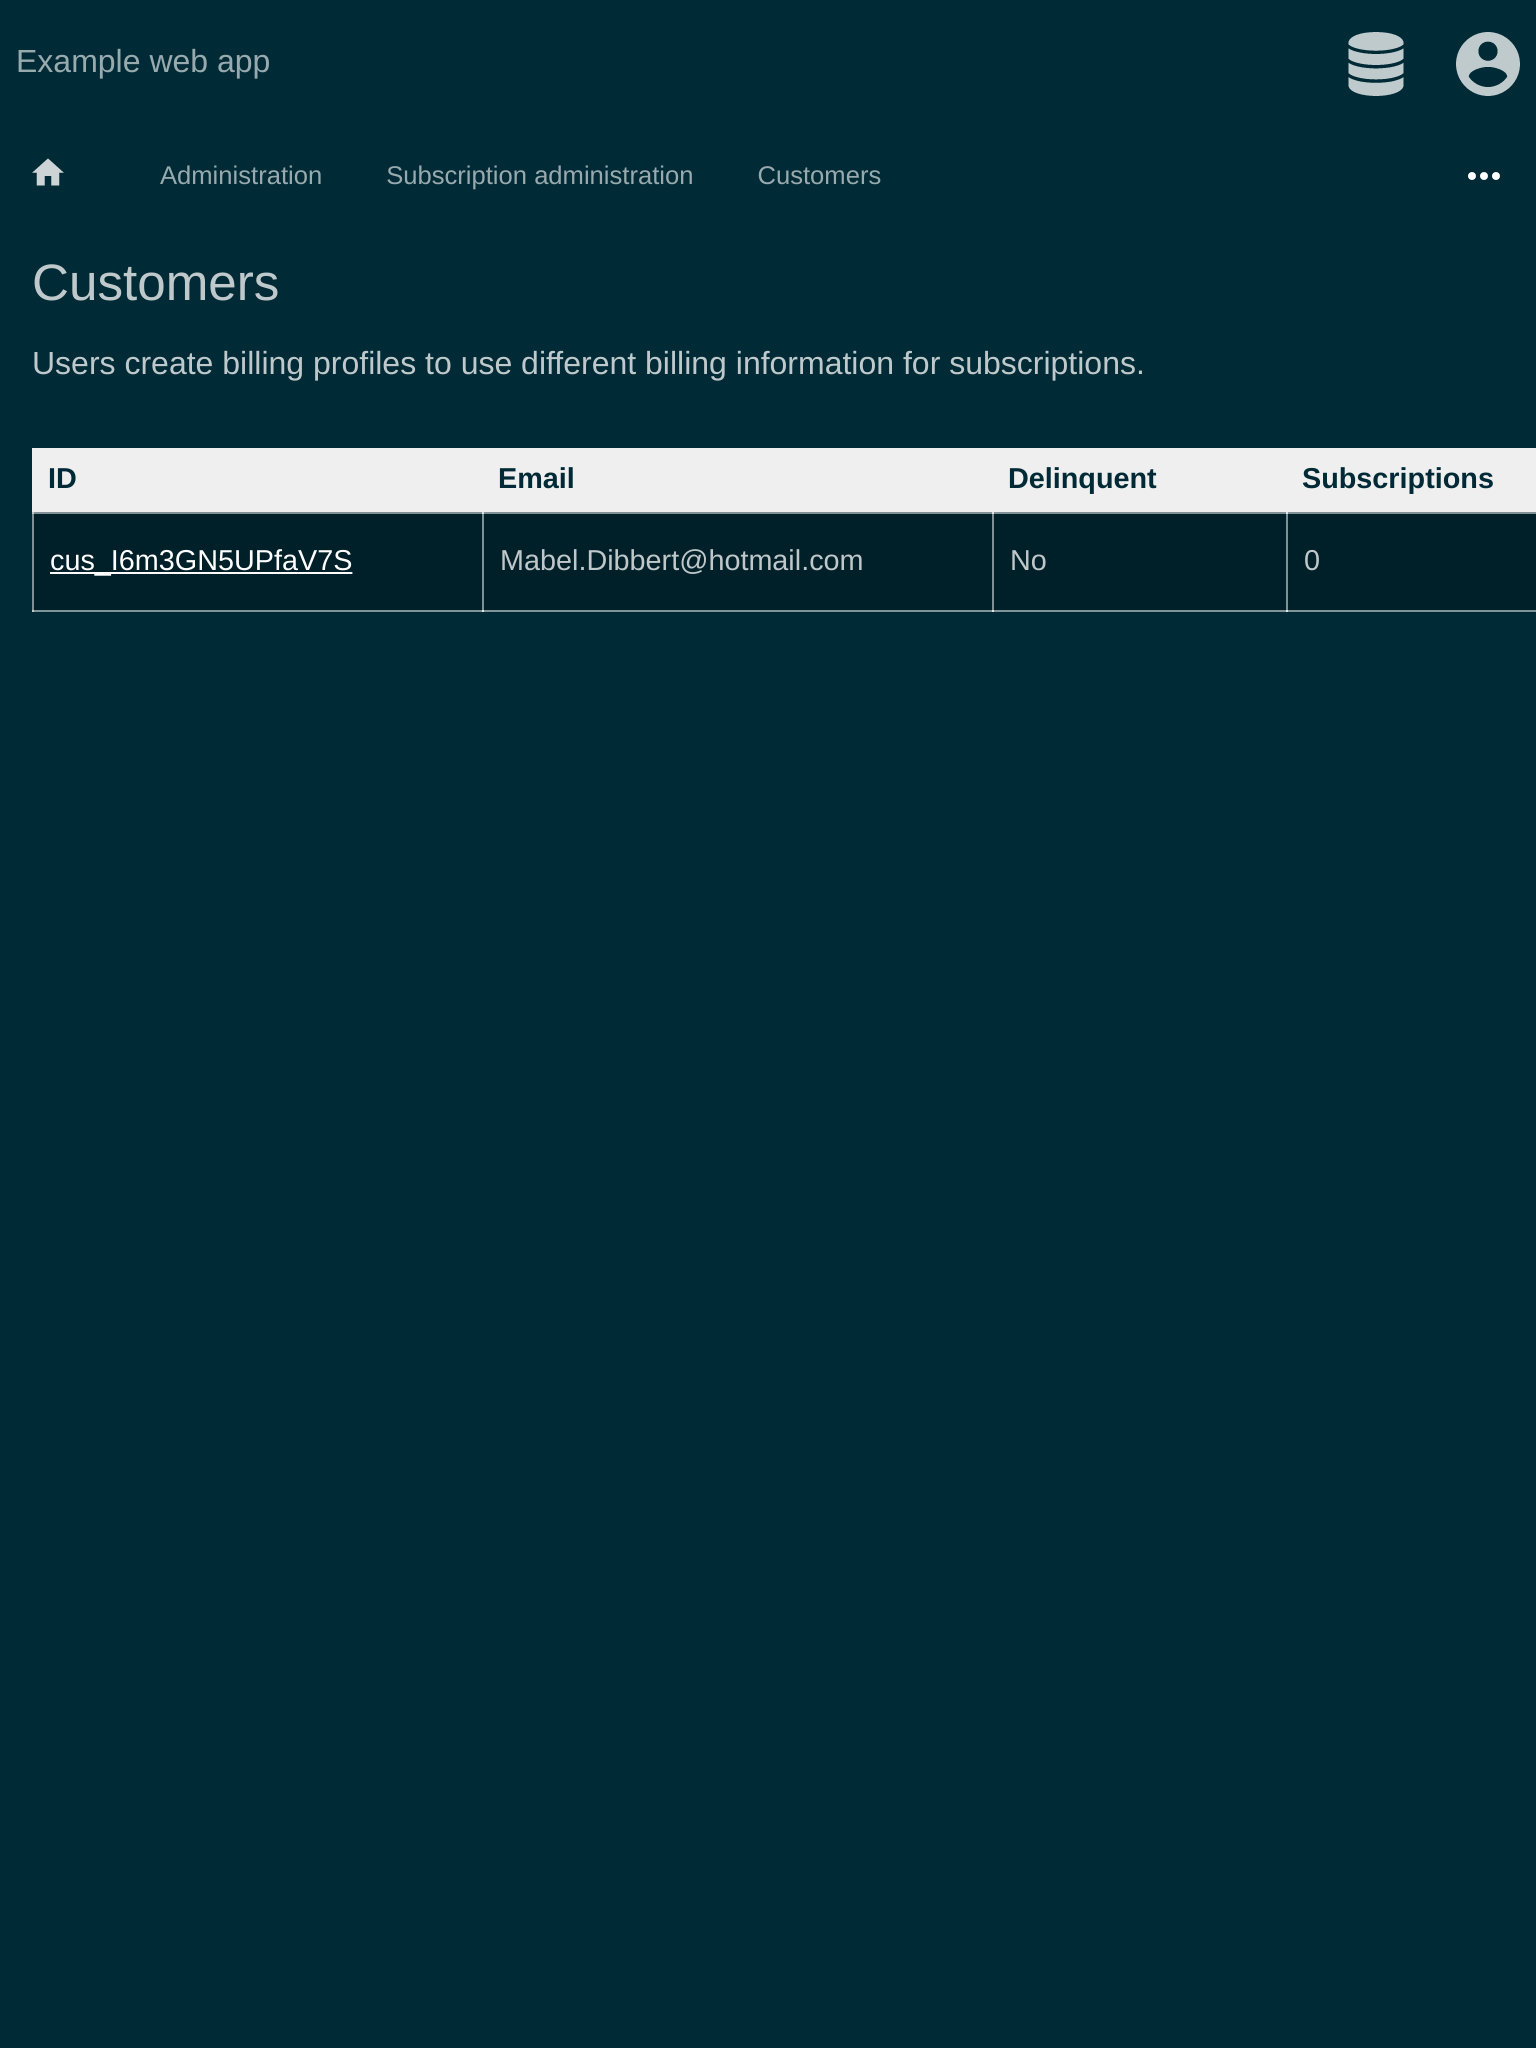 Example web app
Administration Subscription administration Customers
Customers
Users create billing profiles to use different billing information for subscriptions.
ID Email Delinquent Subscriptions
cus_I6m3GN5UPfaV7S Mabel.Dibbert@hotmail.com No 0